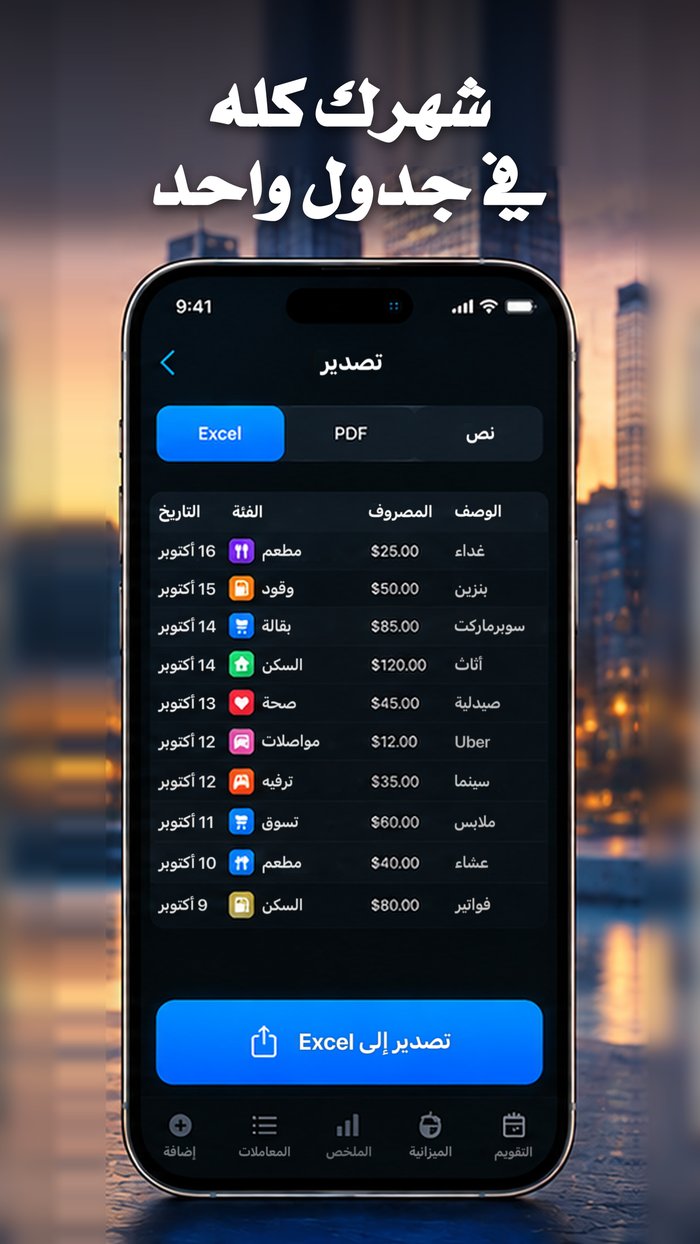 شهرك كله
في جدول واحد
9:41
تصدير
نص PDF Excel
الوصف المصروف الفئة التاريخ
غداء $25.00 مطعم 16 أكتوبر
بنزين $50.00 وقود 15 أكتوبر
سوبرماركت $85.00 بقالة 14 أكتوبر
أثاث $120.00 السكن 14 أكتوبر
صيدلية $45.00 صحة 13 أكتوبر
Uber $12.00 مواصلات 12 أكتوبر
سينما $35.00 ترفيه 12 أكتوبر
ملابس $60.00 تسوق 11 أكتوبر
عشاء $40.00 مطعم 10 أكتوبر
فواتير $80.00 السكن 9 أكتوبر
تصدير إلى Excel
التقويم الميزانية الملخص المعاملات إضافة